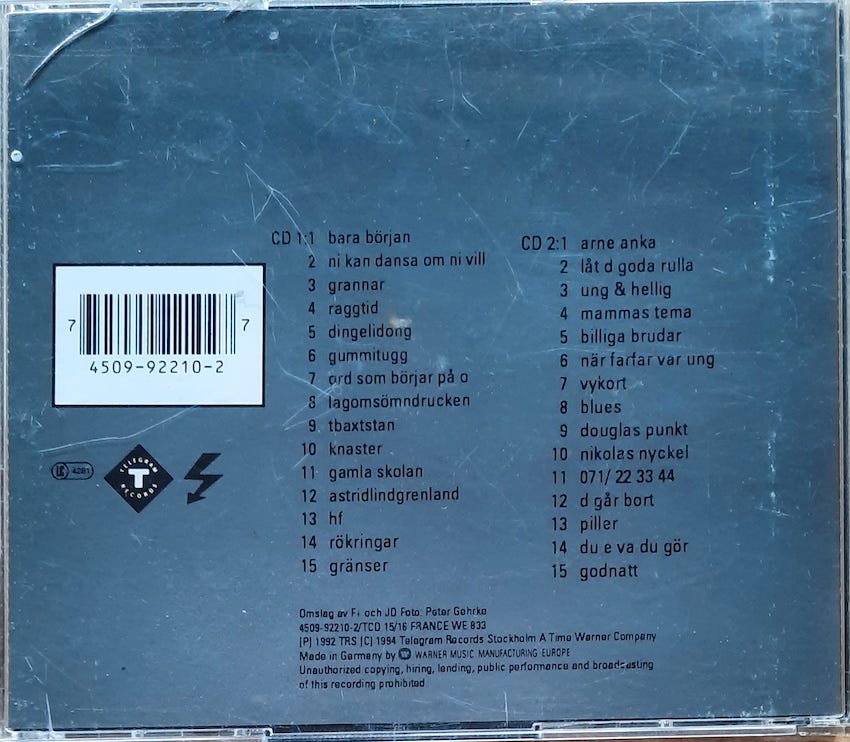 CD 1:1 bara början
2 ni kan dansa om ni vill
3 grannar
4 raggtid
5 dingelidong
6 gummitugg
7 ord som börjar på o
8 lagomsömndrucken
9 tbaxtstan
10 knaster
11 gamla skolan
12 astridlindgrenland
13 hf
14 rökringar
15 gränser
CD 2:1 arne anka
2 låt d goda rulla
3 ung & hellig
4 mammas tema
5 billiga brudar
6 när farfar var ung
7 vykort
8 blues
9 douglas punkt
10 nikolas nyckel
11 071/ 22 33 44
12 d går bort
13 piller
14 du e va du gör
15 godnatt
7 4509-92210-2 7
LC 4281
TELEGRAM
T
RECORDS
Omslag av F+ och JD Foto: Peter Gehrke
4509-92210-2/TCD 15/16 FRANCE WE 833
(P) 1992 TRS (C) 1994 Telegram Records Stockholm A Time Warner Company
Made in Germany by WARNER MUSIC MANUFACTURING EUROPE
Unauthorized copying, hiring, lending, public performance and broadcasting
of this recording prohibited